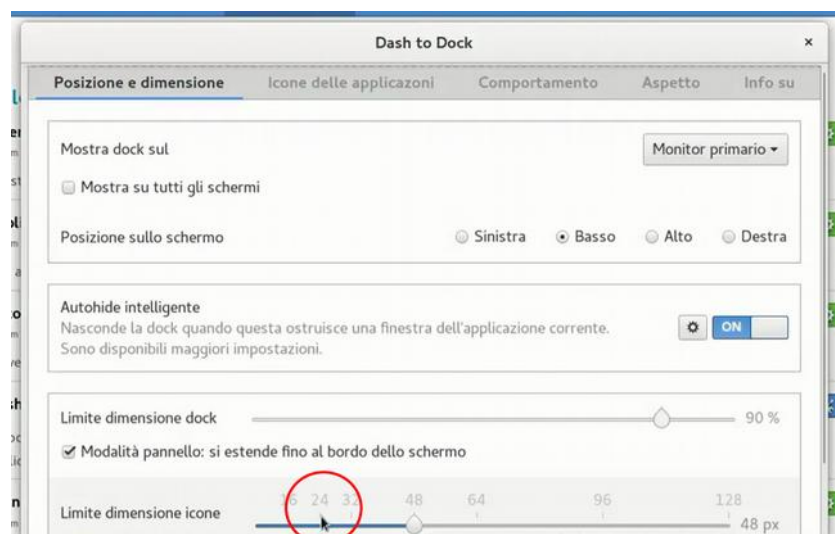 Dash to Dock
Posizione e dimensione Icone delle applicazoni Comportamento Aspetto Info su
Mostra dock sul Monitor primario
Mostra su tutti gli schermi
Posizione sullo schermo Sinistra Basso Alto Destra
Autohide intelligente
Nasconde la dock quando questa ostruisce una finestra dell'applicazione corrente. ON
Sono disponibili maggiori impostazioni.
Limite dimensione dock 90 %
Modalità pannello: si estende fino al bordo dello schermo
16 24 32 48 64 96 128
Limite dimensione icone 48 px